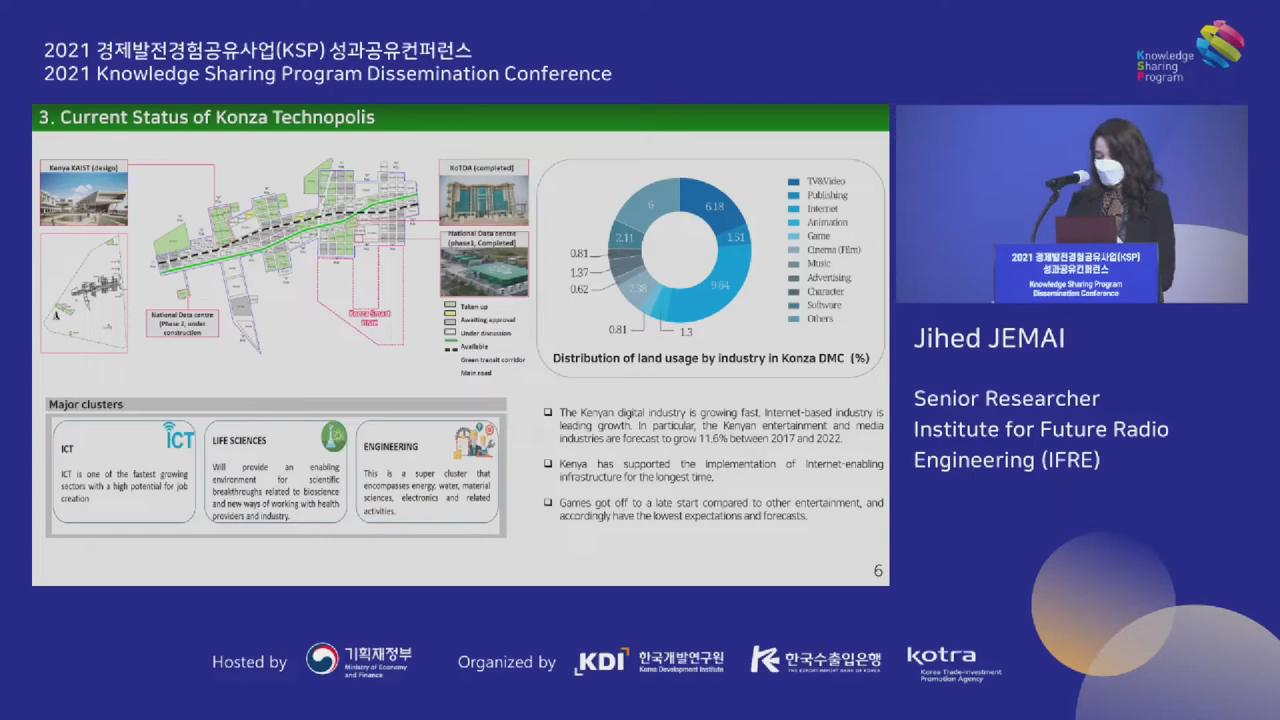 2021 경제발전경험공유사업(KSP) 성과공유컨퍼런스
2021 Knowledge Sharing Program Dissemination Conference
Knowledge
Sharing
Program
3. Current Status of Konza Technopolis
Kenya KAIST (design)
KoTDA (completed)
National Data centre
(phase1, Completed)
National Data centre
(Phase 2, under
construction
Konza Smart
Taken up
Awaiting approval
Under discussion
Available
Green transit corridor
Main road
6
6.18
1.51
9.64
1.3
0.81
2.38
0.62
1.37
0.81
2.11
TV&Video
Publishing
Internet
Animation
Game
Cinema (Film)
Music
Advertising
Character
Software
Others
Distribution of land usage by industry in Konza DMC (%)
Major clusters
ICT
ICT
ICT is one of the fastest growing
sectors with a high potential for job
creation
LIFE SCIENCES
Will provide an enabling
environment for scientific
breakthroughs related to bioscience
and new ways of working with health
providers and industry.
ENGINEERING
This is a super cluster that
encompasses energy, water, material
sciences, electronics and related
activities.
The Kenyan digital industry is growing fast, Internet-based industry is
leading growth. In particular, the Kenyan entertainment and media
industries are forecast to grow 11.6% between 2017 and 2022.
Kenya has supported the implementation of Internet-enabling
infrastructure for the longest time.
Games got off to a late start compared to other entertainment, and
accordingly have the lowest expectations and forecasts.
6
2021 경제발전경험공유사업(KSP)
성과공유컨퍼런스
Knowledge Sharing Program
Dissemination Conference
Jihed JEMAI
Senior Researcher
Institute for Future Radio
Engineering (IFRE)
Hosted by
기획재정부
Ministry of Economy
and Finance
Organized by
KDI
한국개발연구원
Korea Development Institute
한국수출입은행
THE EXPORT-IMPORT BANK OF KOREA
kotra
Korea Trade-Investment
Promotion Agency